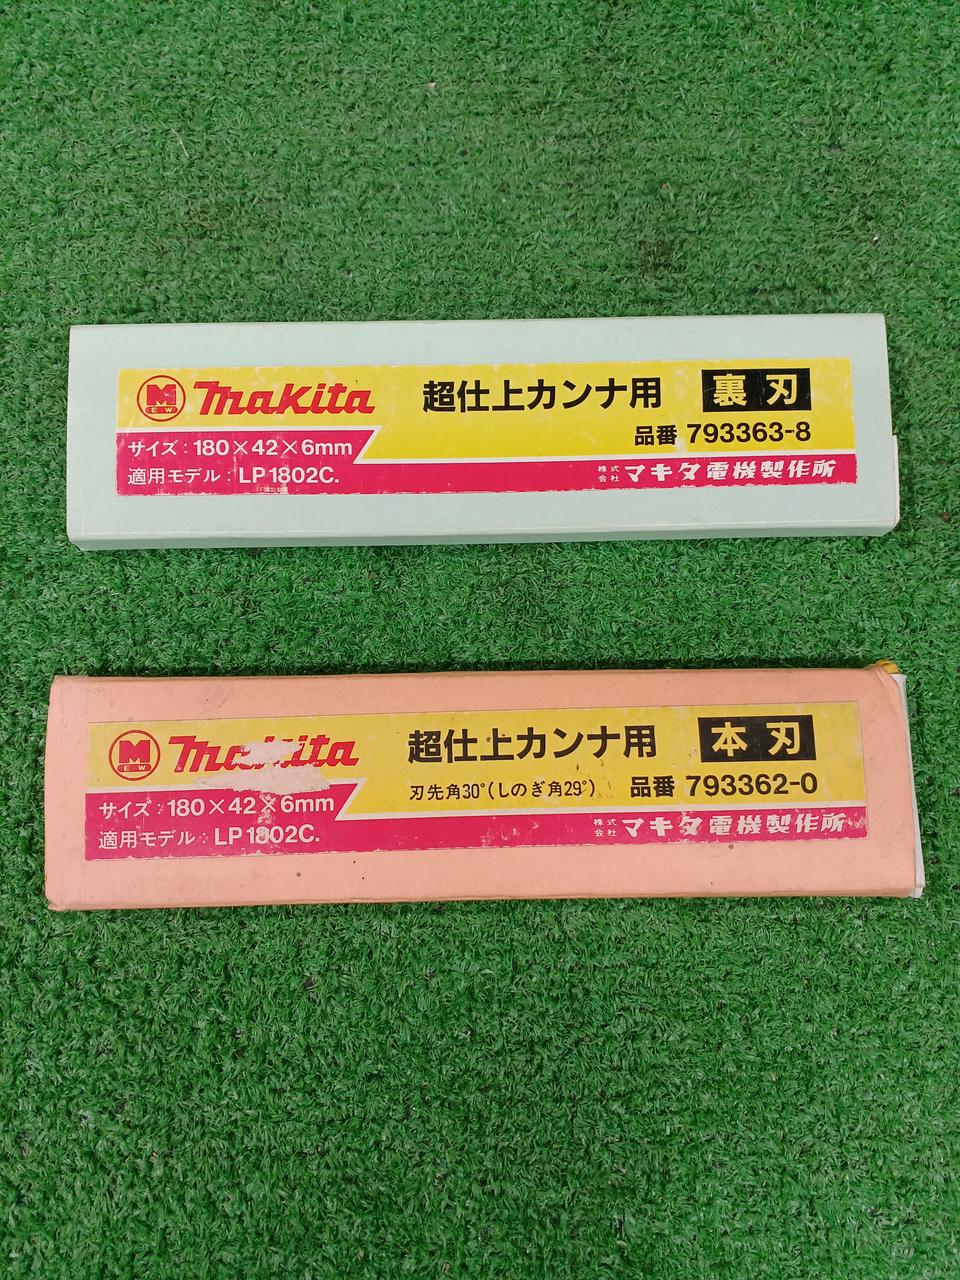 M
E W
Makita
超仕上カンナ用
裏刃
品番 793363-8
サイズ：180×42×6mm
適用モデル：LP1802C.
株式会社 マキタ電機製作所
M
E W
Makita
超仕上カンナ用
本刃
刃先角30°(しのぎ角29°)
品番 793362-0
サイズ：180×42×6mm
適用モデル：LP1802C.
株式会社 マキタ電機製作所